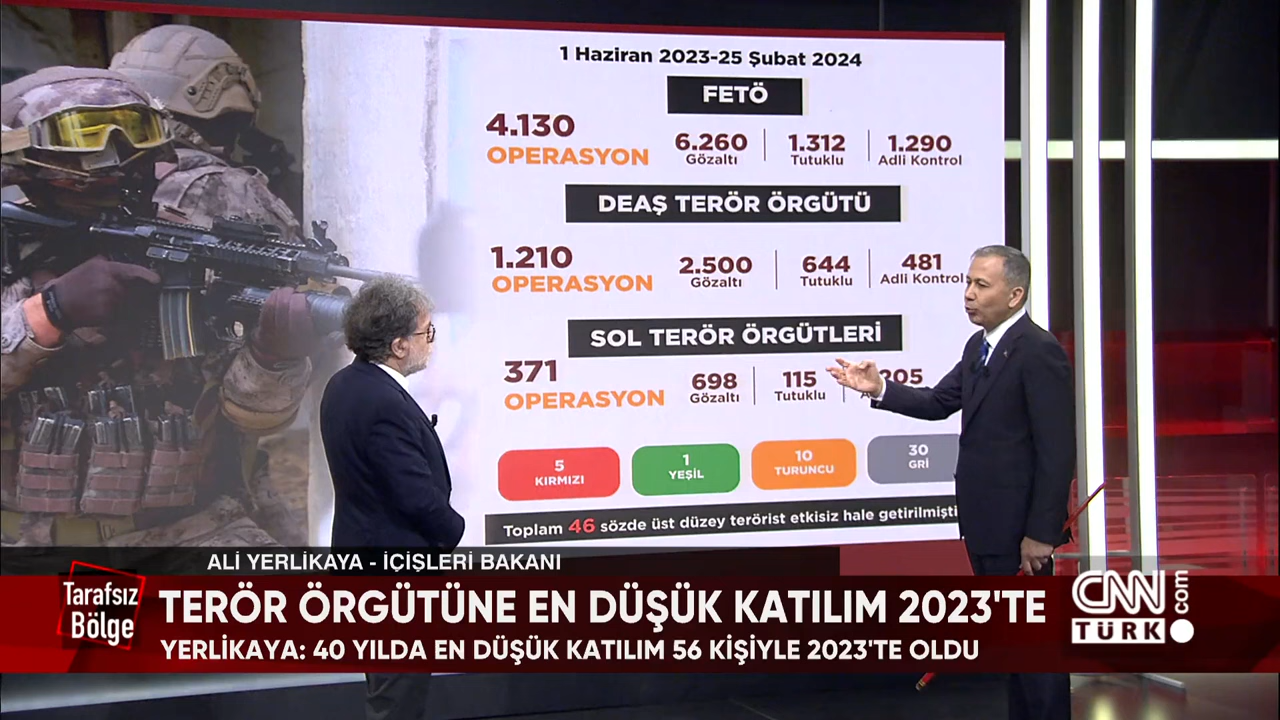 1 Haziran 2023-25 Şubat 2024
FETÖ
4.130
OPERASYON
6.260
Gözaltı
1.312
Tutuklu
1.290
Adli Kontrol
DEAŞ TERÖR ÖRGÜTÜ
1.210
OPERASYON
2.500
Gözaltı
644
Tutuklu
481
Adli Kontrol
SOL TERÖR ÖRGÜTLERİ
371
OPERASYON
698
Gözaltı
115
Tutuklu
205
5
KIRMIZI
1
YEŞİL
10
TURUNCU
30
GRİ
Toplam 46 sözde üst düzey terörist etkisiz hale getirilmişti
ALİ YERLİKAYA - İÇİŞLERİ BAKANI
Tarafsız
Bölge
TERÖR ÖRGÜTÜNE EN DÜŞÜK KATILIM 2023'TE
YERLİKAYA: 40 YILDA EN DÜŞÜK KATILIM 56 KİŞİYLE 2023'TE OLDU
CNN
TÜRK
.com